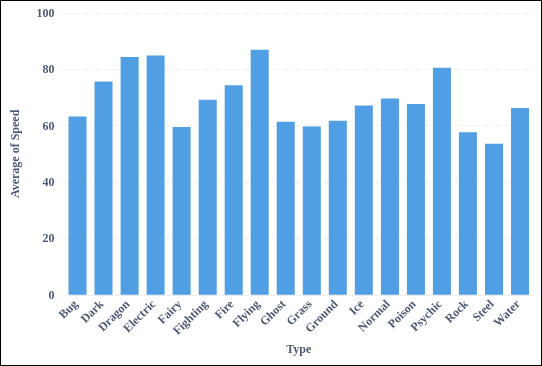 100
80
60
40
20
0
Average of Speed
Bug
Dark
Dragon
Electric
Fairy
Fighting
Fire
Flying
Ghost
Grass
Ground
Ice
Normal
Poison
Psychic
Rock
Steel
Water
Type